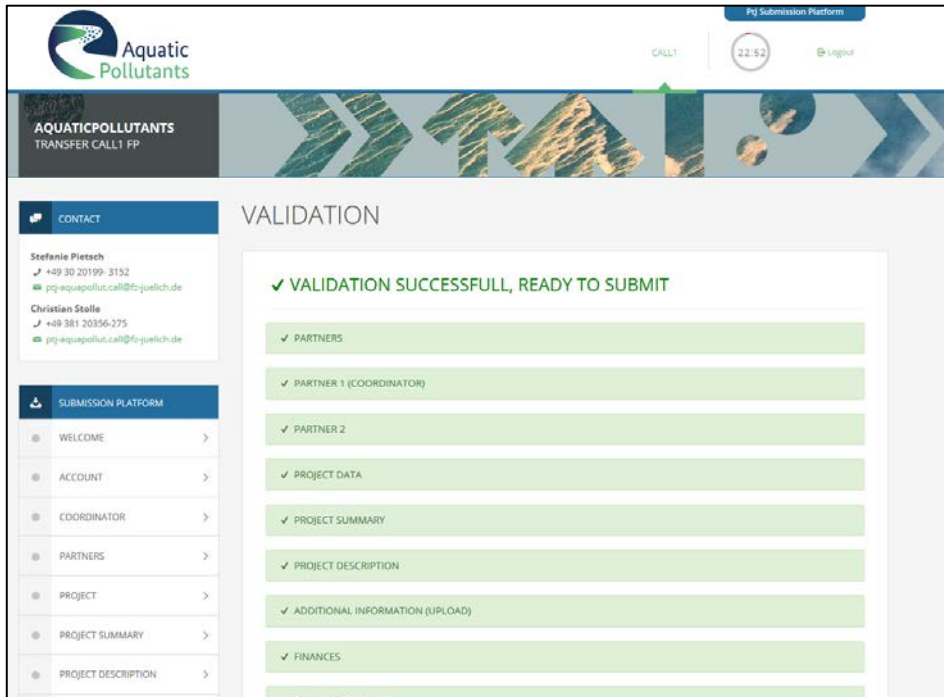 Aquatic
Pollutants
PtJ Submission Platform
CALL1
22:52
Logout
AQUATICPOLLUTANTS
TRANSFER CALL1 FP
CONTACT
Stefanie Pietsch
+49 30 20199- 3152
ptj-aquapollut.call@fz-juelich.de
Christian Stolle
+49 381 20356-275
ptj-aquapollut.call@fz-juelich.de
SUBMISSION PLATFORM
WELCOME
ACCOUNT
COORDINATOR
PARTNERS
PROJECT
PROJECT SUMMARY
PROJECT DESCRIPTION
VALIDATION
VALIDATION SUCCESSFULL, READY TO SUBMIT
PARTNERS
PARTNER 1 (COORDINATOR)
PARTNER 2
PROJECT DATA
PROJECT SUMMARY
PROJECT DESCRIPTION
ADDITIONAL INFORMATION (UPLOAD)
FINANCES